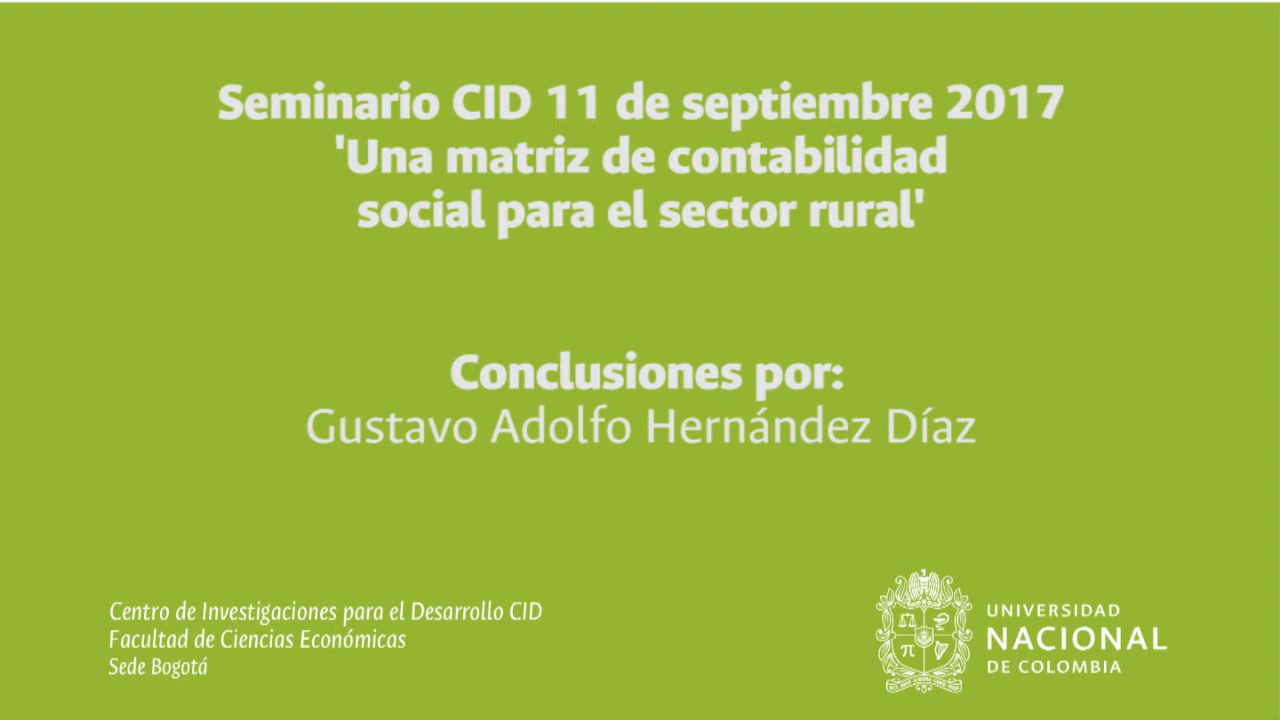 Seminario CID 11 de septiembre 2017
'Una matriz de contabilidad
social para el sector rural'
Conclusiones por:
Gustavo Adolfo Hernández Díaz
Centro de Investigaciones para el Desarrollo CID
Facultad de Ciencias Económicas
Sede Bogotá
UNIVERSIDAD
NACIONAL
DE COLOMBIA